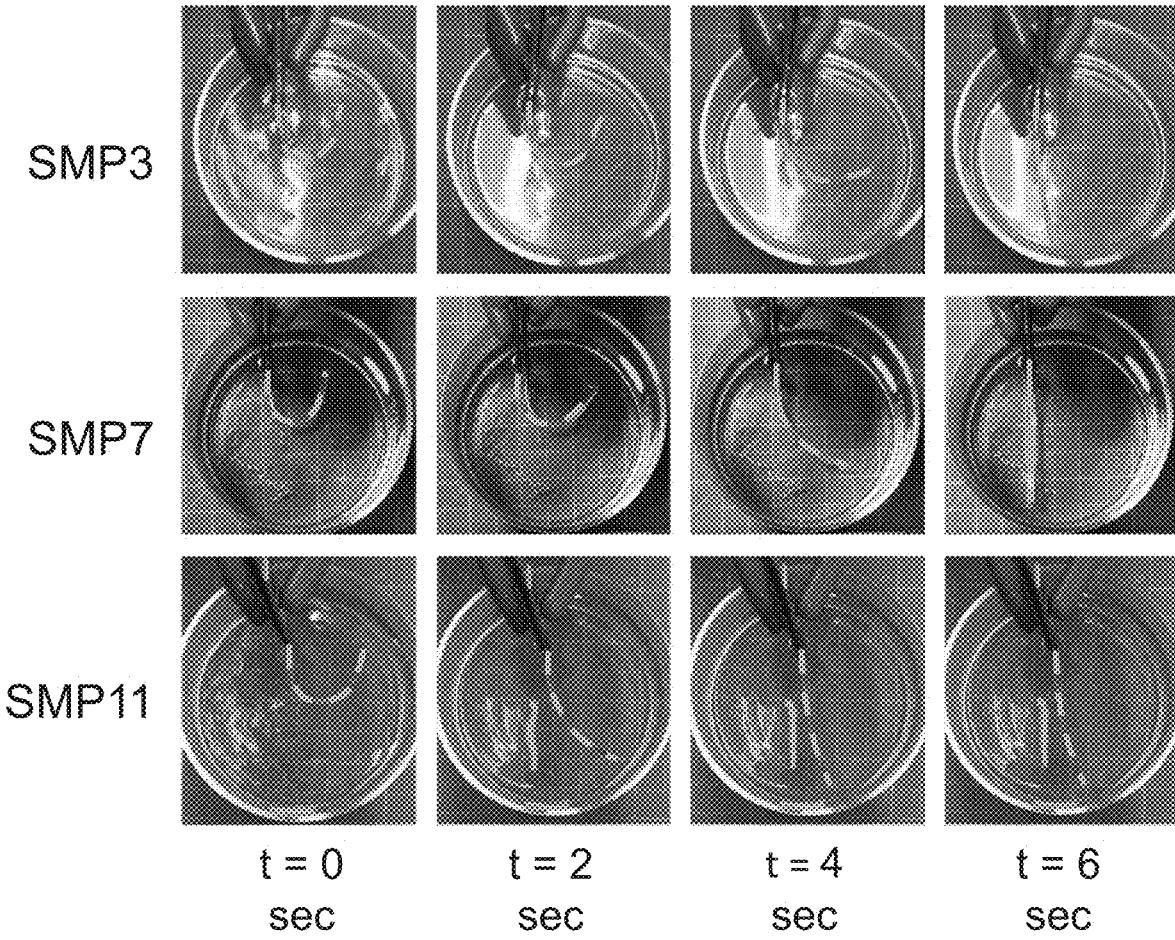 SMP3
SMP7
SMP11
t = 0 t = 2 t = 4 t = 6
sec sec sec sec